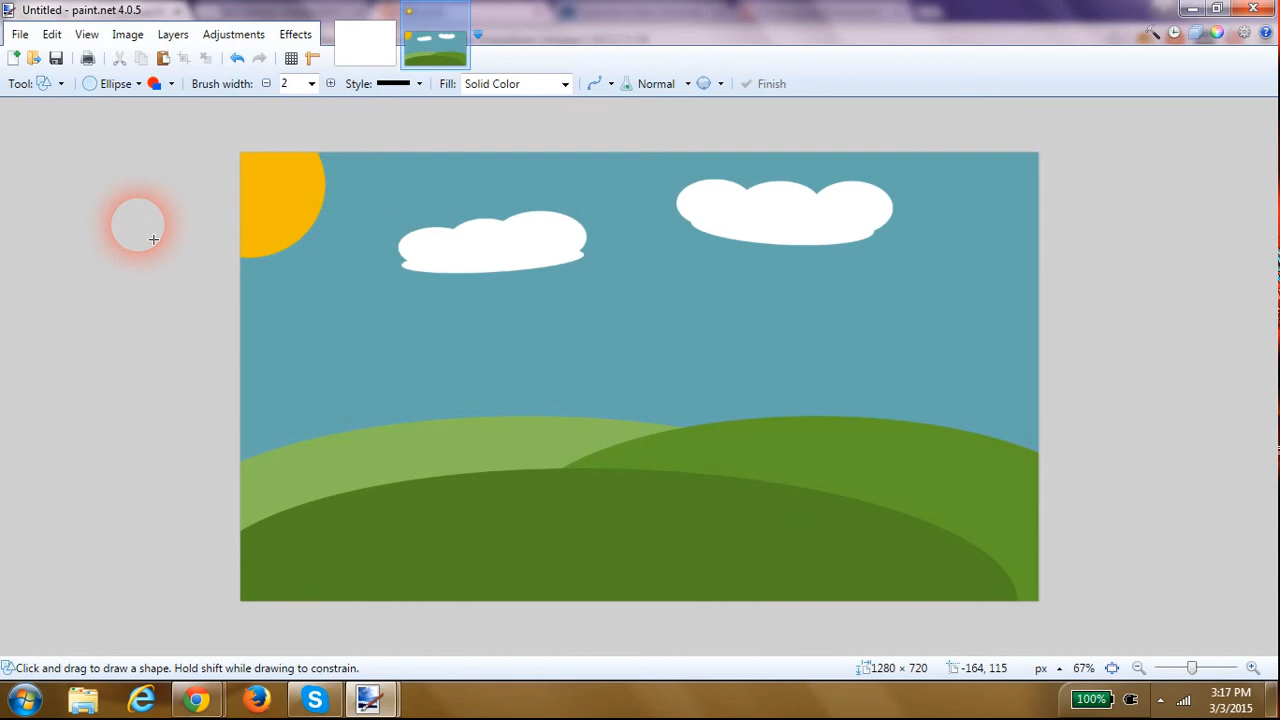 Untitled - paint.net 4.0.5
File Edit View Image Layers Adjustments Effects
Tool: Ellipse Brush width: 2 Style: Fill: Solid Color Normal Finish
Click and drag to draw a shape. Hold shift while drawing to constrain. 1280 × 720 -164, 115 px 67%
100% 3:17 PM
3/3/2015